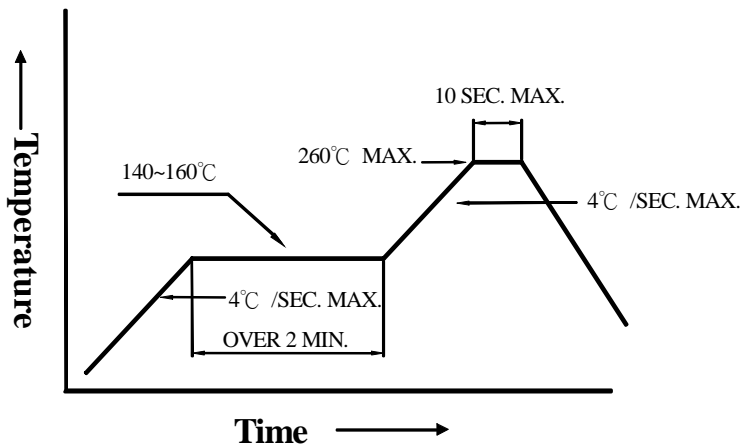 10 SEC. MAX.
260℃ MAX.
140~160℃
4℃ /SEC. MAX.
4℃ /SEC. MAX.
OVER 2 MIN.
Temperature
Time